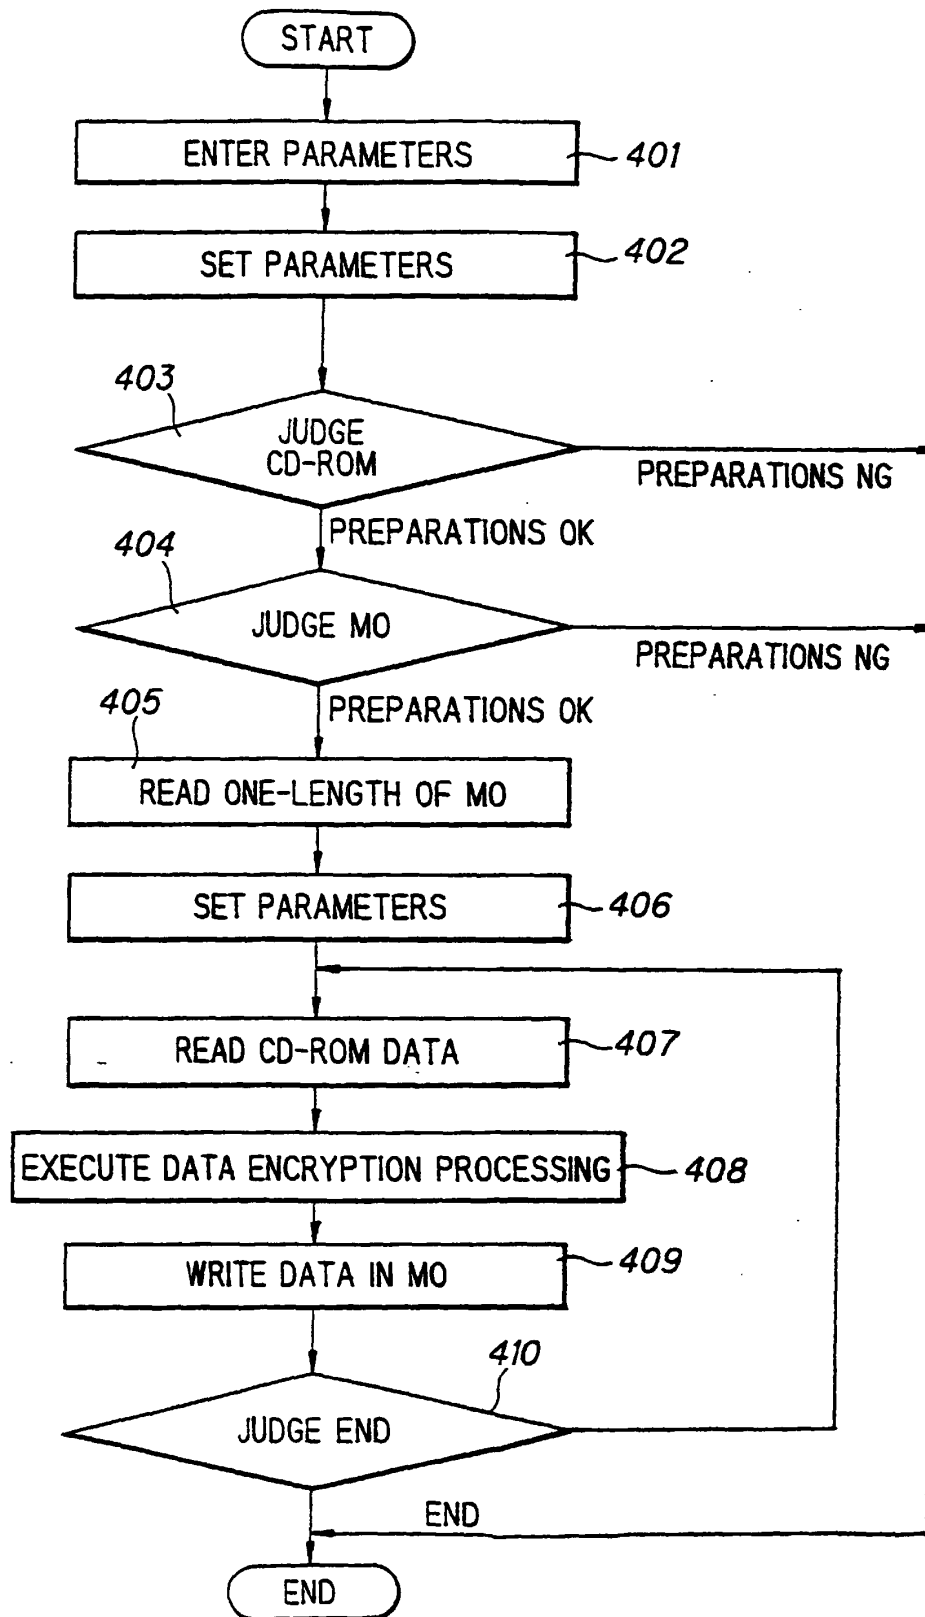 START
ENTER PARAMETERS
401
SET PARAMETERS
402
403
JUDGE
CD-ROM
PREPARATIONS NG
PREPARATIONS OK
404
JUDGE MO
PREPARATIONS NG
PREPARATIONS OK
405
READ ONE-LENGTH OF MO
SET PARAMETERS
406
READ CD-ROM DATA
407
EXECUTE DATA ENCRYPTION PROCESSING
408
WRITE DATA IN MO
409
410
JUDGE END
END
END